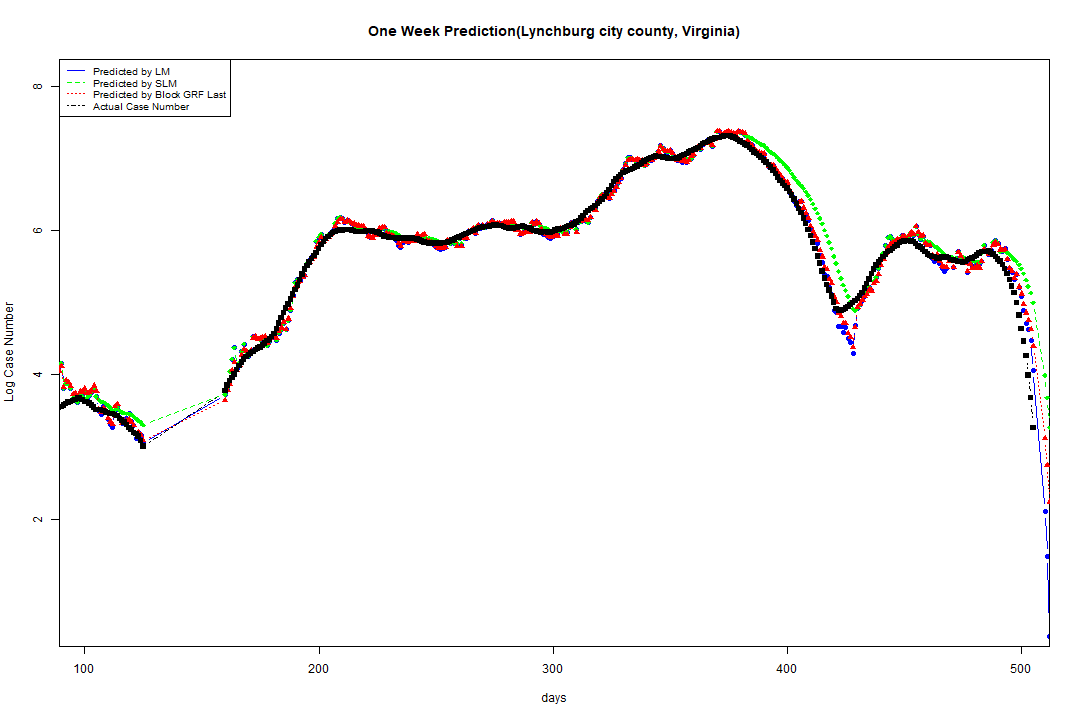 One Week Prediction(Lynchburg city county, Virginia)
Predicted by LM
Predicted by SLM
Predicted by Block GRF Last
Actual Case Number
8
6
4
2
Log Case Number
100 200 300 400 500
days